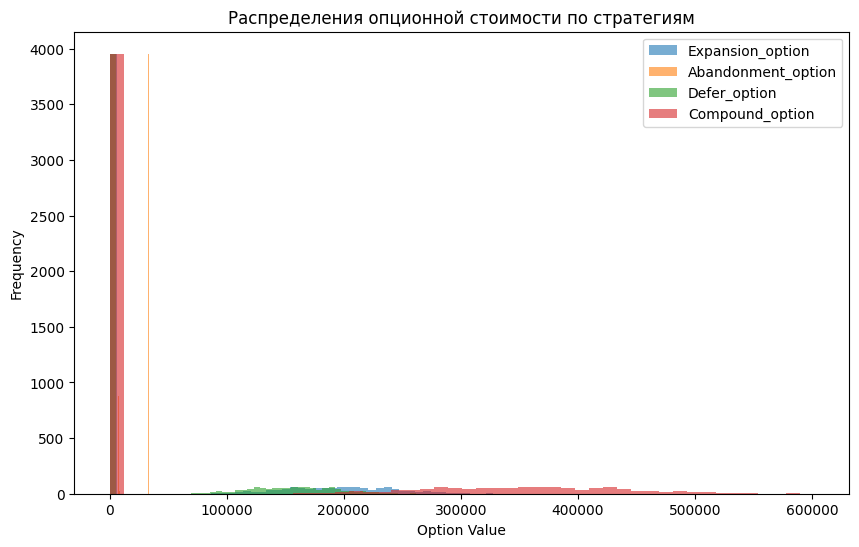 Распределения опционной стоимости по стратегиям
Expansion_option
Abandonment_option
Defer_option
Compound_option
Frequency
4000
3500
3000
2500
2000
1500
1000
500
0
0 100000 200000 300000 400000 500000 600000
Option Value